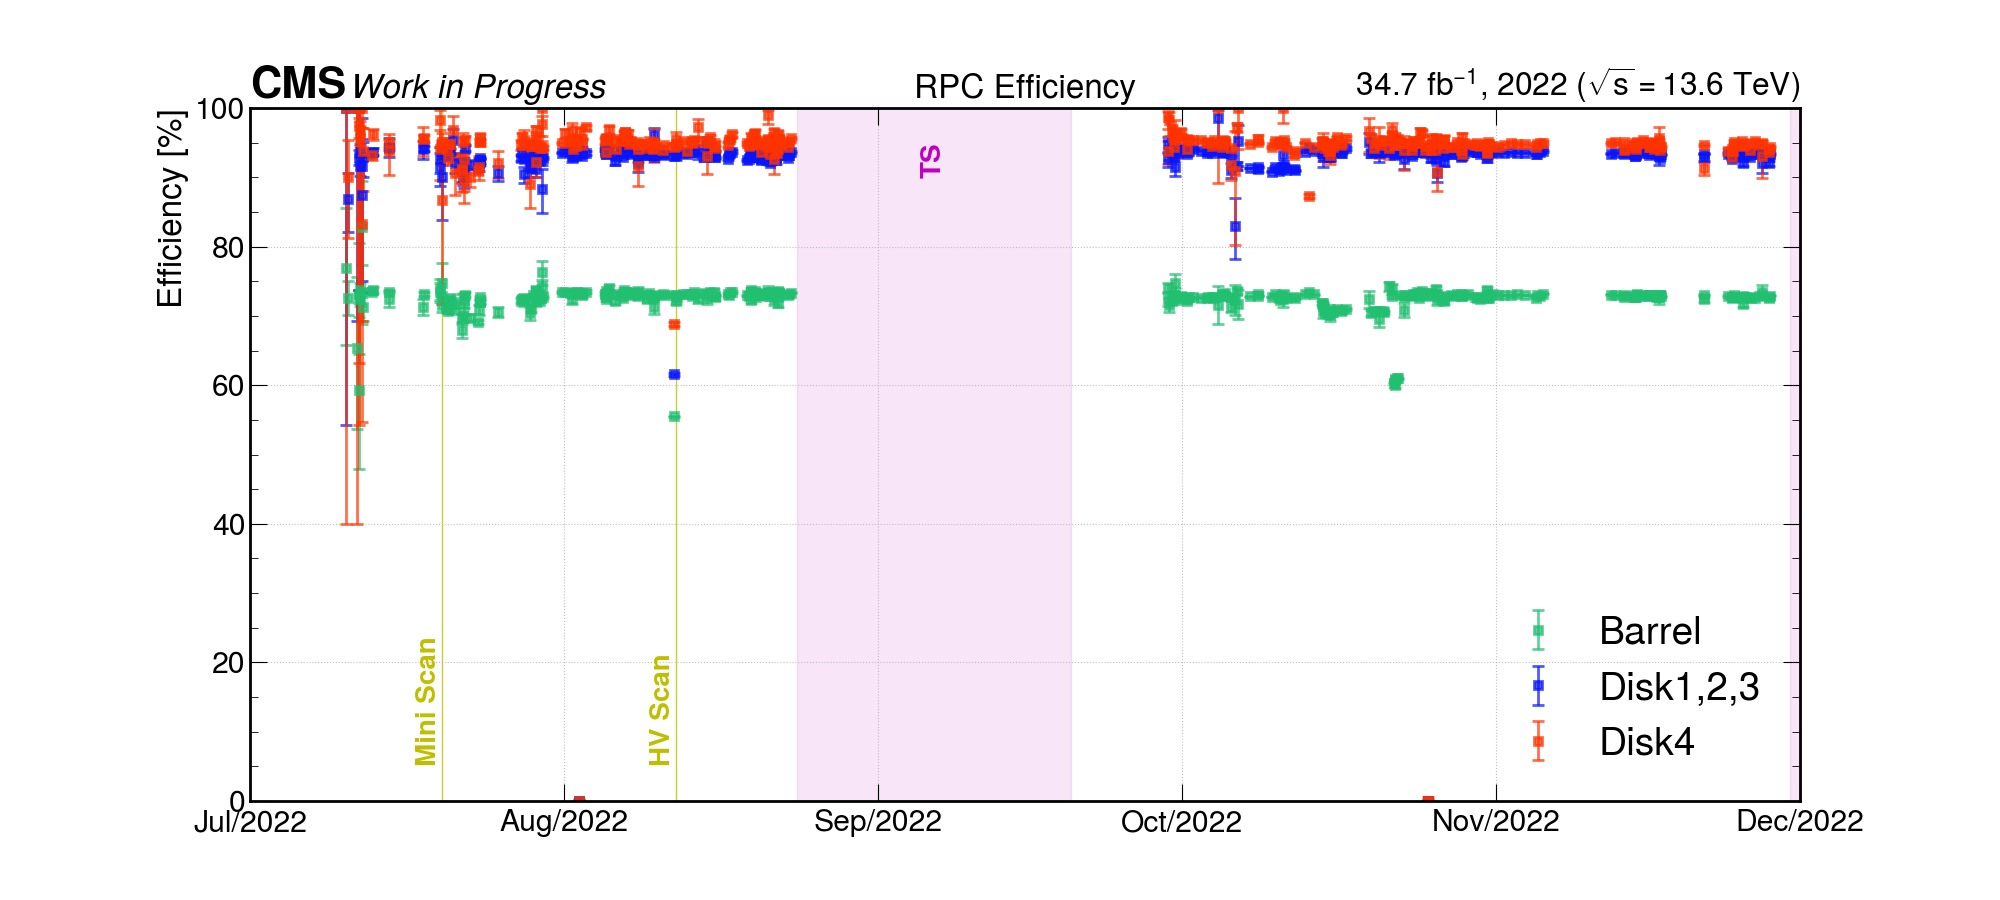 CMS Work in Progress RPC Efficiency 34.7 fb⁻¹, 2022 (√s = 13.6 TeV)
Efficiency [%]
100
80
60
40
20
0
TS
Mini Scan
HV Scan
Barrel
Disk1,2,3
Disk4
Jul/2022 Aug/2022 Sep/2022 Oct/2022 Nov/2022 Dec/2022